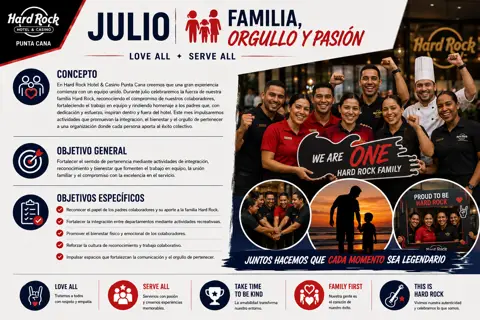 Hard Rock
HOTEL & CASINO
PUNTA CANA
JULIO
FAMILIA,
ORGULLO Y PASIÓN
LOVE ALL • SERVE ALL
Hard Rock
CONCEPTO
En Hard Rock Hotel & Casino Punta Cana creemos que una gran experiencia
comienza con un equipo unido. Durante julio celebraremos la fuerza de nuestra
familia Hard Rock, reconociendo el compromiso de nuestros colaboradores,
fortaleciendo el trabajo en equipo y rindiendo homenaje a los padres que, con
dedicación y esfuerzo, inspiran dentro y fuera del hotel. Este mes impulsaremos
actividades que promuevan la integración, el bienestar y el orgullo de pertenecer
a una organización donde cada persona aporta al éxito colectivo.
OBJETIVO GENERAL
Fortalecer el sentido de pertenencia mediante actividades de integración,
reconocimiento y bienestar que fomenten el trabajo en equipo, la unión
familiar y el compromiso con la excelencia en el servicio.
OBJETIVOS ESPECÍFICOS
Reconocer el papel de los padres colaboradores y su aporte a la familia Hard Rock.
Fortalecer la integración entre departamentos mediante actividades recreativas.
Promover el bienestar físico y emocional de los colaboradores.
Reforzar la cultura de reconocimiento y trabajo colaborativo.
Impulsar espacios que fortalezcan la comunicación y el orgullo de pertenecer.
WE ARE ONE
HARD ROCK FAMILY
PROUD TO BE
HARD ROCK
JUNTOS HACEMOS QUE CADA MOMENTO SEA LEGENDARIO
LOVE ALL
Tratamos a todos
con respeto y empatía.
SERVE ALL
Servimos con pasión
y creamos experiencias
memorables.
TAKE TIME
TO BE KIND
La amabilidad transforma
nuestro entorno.
FAMILY FIRST
Nuestra gente es
el corazón de
nuestro éxito.
THIS IS
HARD ROCK
Vivimos nuestra autenticidad
y celebramos lo que somos.